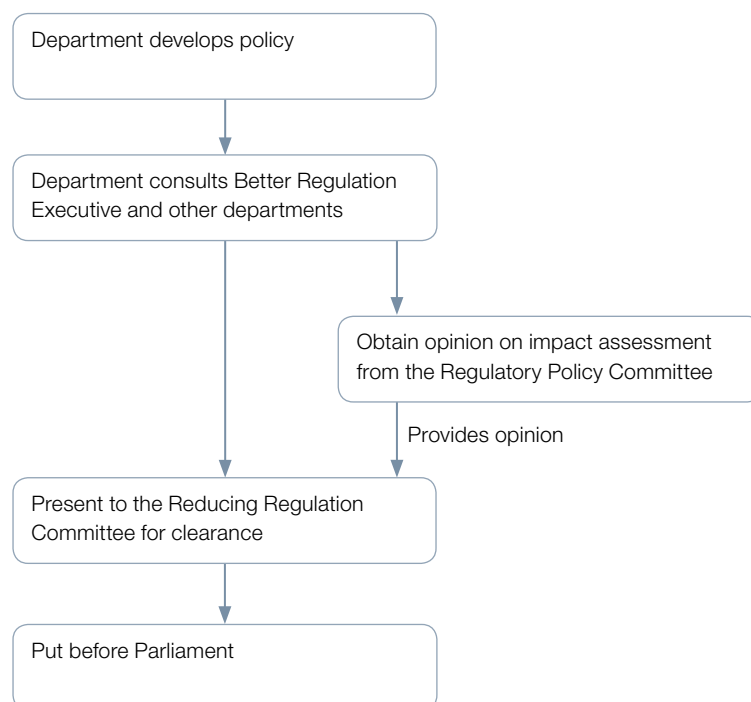 Department develops policy
Department consults Better Regulation
Executive and other departments
Obtain opinion on impact assessment
from the Regulatory Policy Committee
Provides opinion
Present to the Reducing Regulation
Committee for clearance
Put before Parliament